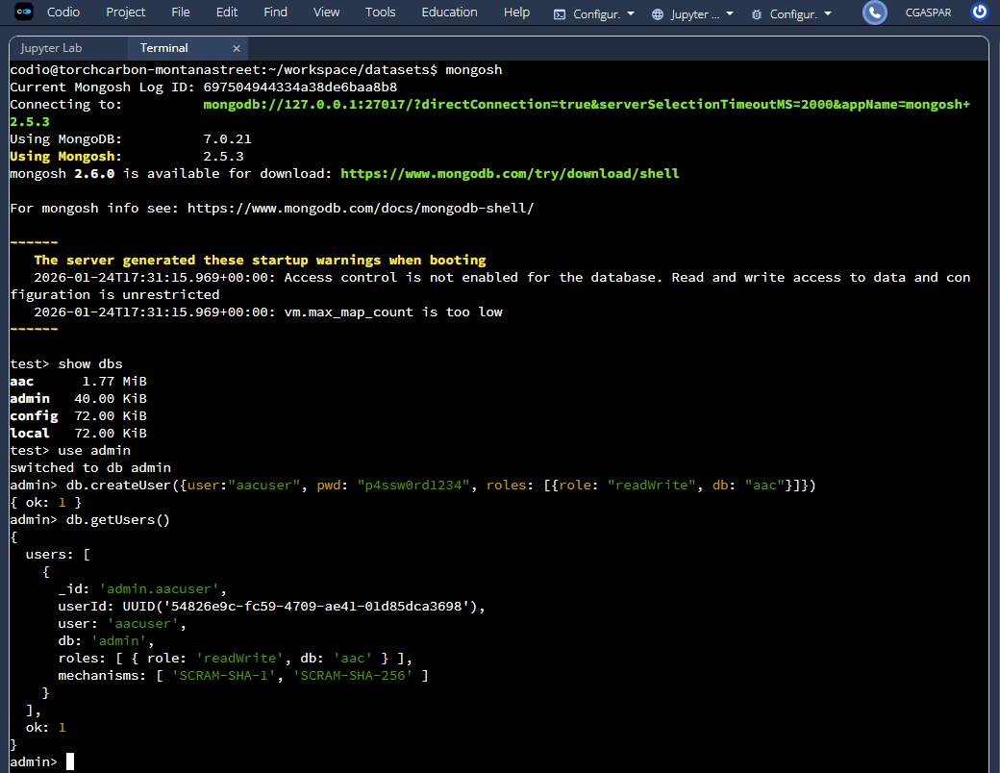 Codio Project File Edit Find View Tools Education Help Configur. Jupyter ... Configur. CGASPAR
Jupyter Lab Terminal ×
codio@torchcarbon-montanastreet:~/workspace/datasets$ mongosh
Current Mongosh Log ID: 697504944334a38de6baa8b8
Connecting to: mongodb://127.0.0.1:27017/?directConnection=true&serverSelectionTimeoutMS=2000&appName=mongosh+
2.5.3
Using MongoDB: 7.0.21
Using Mongosh: 2.5.3
mongosh 2.6.0 is available for download: https://www.mongodb.com/try/download/shell
For mongosh info see: https://www.mongodb.com/docs/mongodb-shell/
------
The server generated these startup warnings when booting
2026-01-24T17:31:15.969+00:00: Access control is not enabled for the database. Read and write access to data and con
figuration is unrestricted
2026-01-24T17:31:15.969+00:00: vm.max_map_count is too low
------
test> show dbs
aac 1.77 MiB
admin 40.00 KiB
config 72.00 KiB
local 72.00 KiB
test> use admin
switched to db admin
admin> db.createUser({user:"aacuser", pwd: "p4ssw0rd1234", roles: [{role: "readWrite", db: "aac"}]})
{ ok: 1 }
admin> db.getUsers()
{
users: [
{
_id: 'admin.aacuser',
userId: UUID('54826e9c-fc59-4709-ae41-01d85dca3698'),
user: 'aacuser',
db: 'admin',
roles: [ { role: 'readWrite', db: 'aac' } ],
mechanisms: [ 'SCRAM-SHA-1', 'SCRAM-SHA-256' ]
}
],
ok: 1
}
admin>